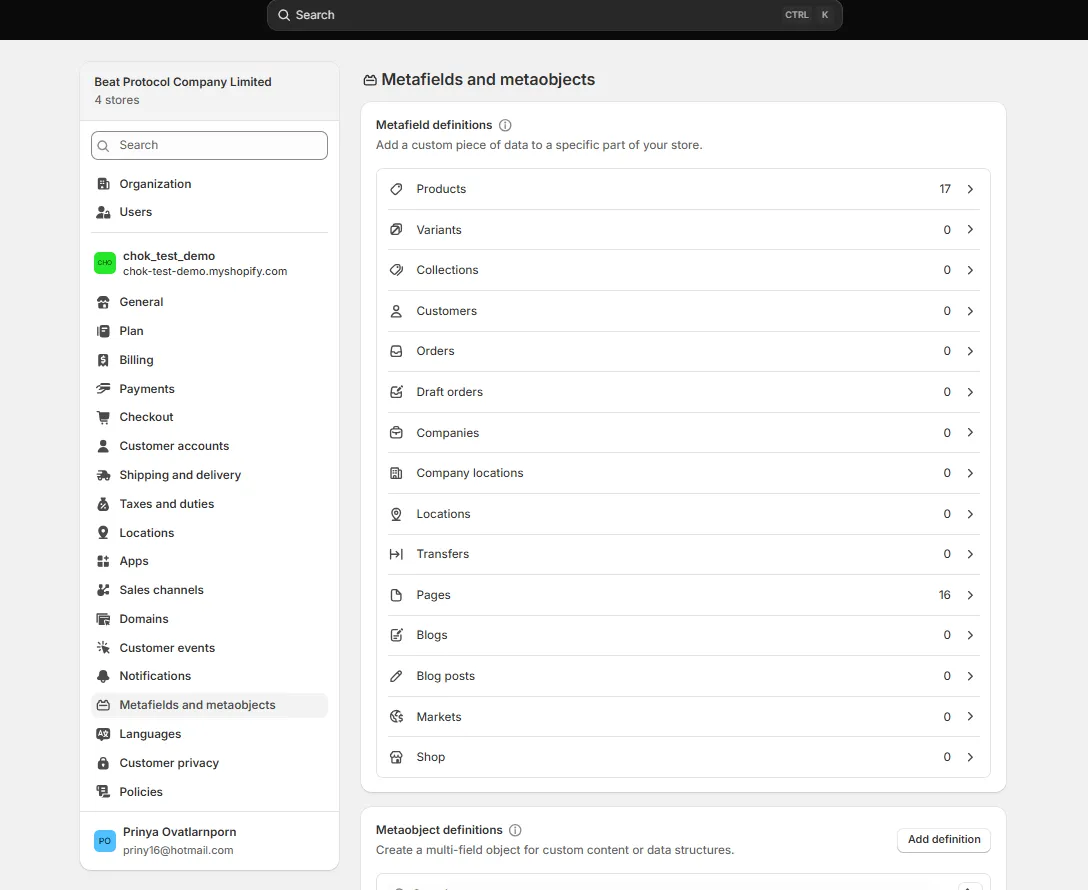 Search CTRL K
Beat Protocol Company Limited
4 stores
Search
Organization
Users
CHO
chok_test_demo
chok-test-demo.myshopify.com
General
Plan
Billing
Payments
Checkout
Customer accounts
Shipping and delivery
Taxes and duties
Locations
Apps
Sales channels
Domains
Customer events
Notifications
Metafields and metaobjects
Languages
Customer privacy
Policies
PO
Prinya Ovatlarnporn
priny16@hotmail.com
Metafields and metaobjects
Metafield definitions
Add a custom piece of data to a specific part of your store.
Products 17
Variants 0
Collections 0
Customers 0
Orders 0
Draft orders 0
Companies 0
Company locations 0
Locations 0
Transfers 0
Pages 16
Blogs 0
Blog posts 0
Markets 0
Shop 0
Metaobject definitions
Create a multi-field object for custom content or data structures.
Add definition